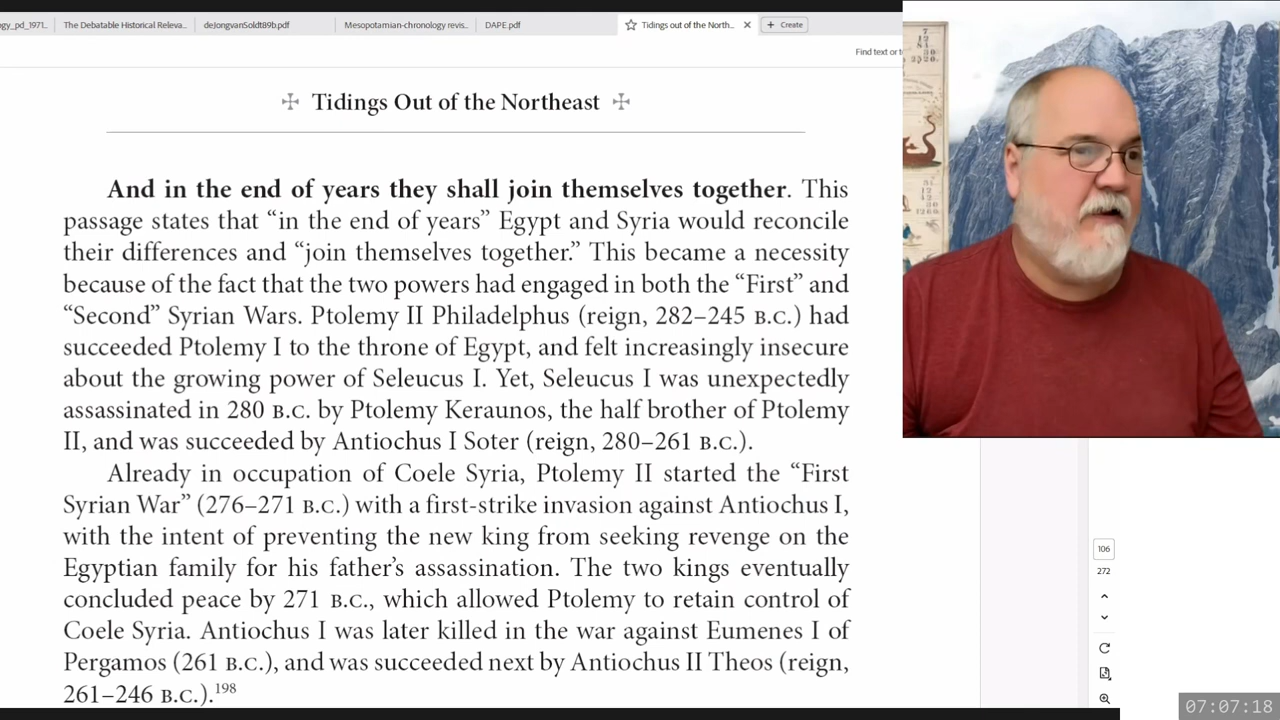 ogy_pd_1971..
The Debatable Historical Releva...
deJongvanSoldt89b.pdf
Mesopotamian-chronology revis..
DAPE.pdf
Tidings out of the North...
Create
Find text or t
Tidings Out of the Northeast
And in the end of years they shall join themselves together. This
passage states that “in the end of years” Egypt and Syria would reconcile
their differences and “join themselves together.” This became a necessity
because of the fact that the two powers had engaged in both the “First” and
“Second” Syrian Wars. Ptolemy II Philadelphus (reign, 282–245 B.C.) had
succeeded Ptolemy I to the throne of Egypt, and felt increasingly insecure
about the growing power of Seleucus I. Yet, Seleucus I was unexpectedly
assassinated in 280 B.C. by Ptolemy Keraunos, the half brother of Ptolemy
II, and was succeeded by Antiochus I Soter (reign, 280–261 B.C.).
Already in occupation of Coele Syria, Ptolemy II started the “First
Syrian War” (276–271 B.C.) with a first-strike invasion against Antiochus I,
with the intent of preventing the new king from seeking revenge on the
Egyptian family for his father’s assassination. The two kings eventually
concluded peace by 271 B.C., which allowed Ptolemy to retain control of
Coele Syria. Antiochus I was later killed in the war against Eumenes I of
Pergamos (261 B.C.), and was succeeded next by Antiochus II Theos (reign,
261–246 B.C.).198
106
272
07:07:18